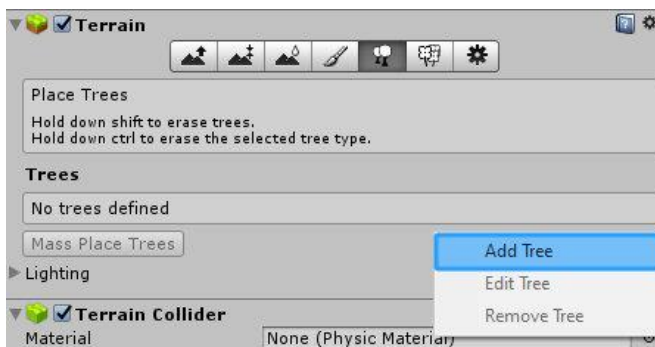 Terrain
Place Trees
Hold down shift to erase trees.
Hold down ctrl to erase the selected tree type.
Trees
No trees defined
Mass Place Trees
Add Tree
Lighting
Edit Tree
Remove Tree
Terrain Collider
Material
None (Physic Material)